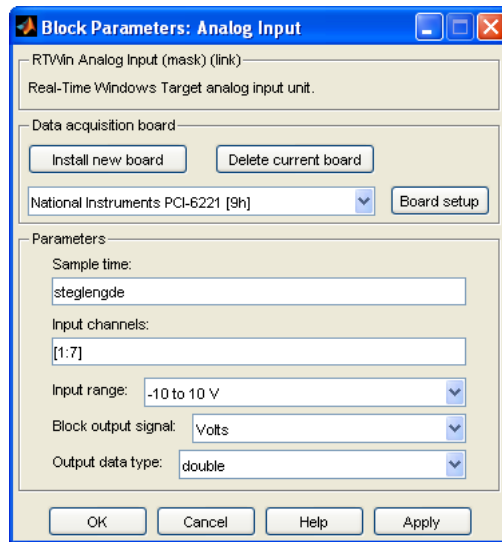 Block Parameters: Analog Input
RTWin Analog Input (mask) (link)
Real-Time Windows Target analog input unit.
Data acquisition board
Install new board Delete current board
National Instruments PCI-6221 [9h] Board setup
Parameters
Sample time:
steglengde
Input channels:
[1:7]
Input range: -10 to 10 V
Block output signal: Volts
Output data type: double
OK Cancel Help Apply